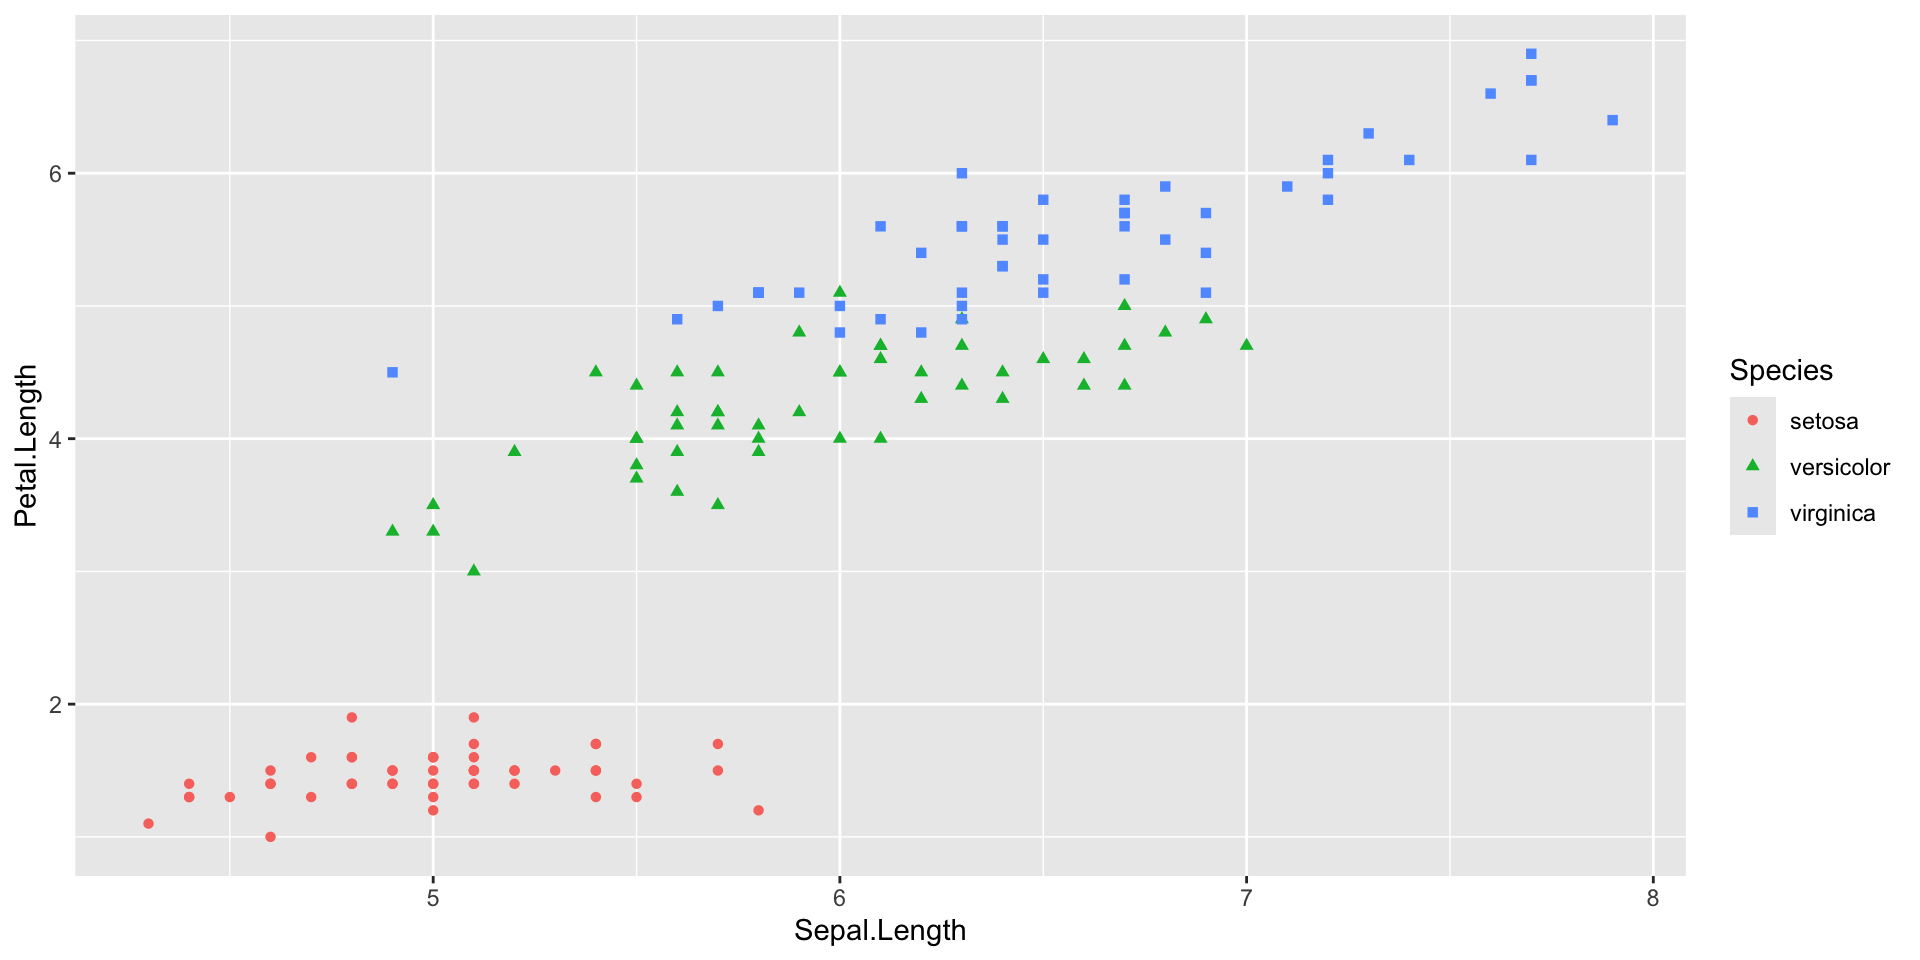 6
4
2
Petal.Length
5 6 7 8
Sepal.Length
Species
setosa
versicolor
virginica